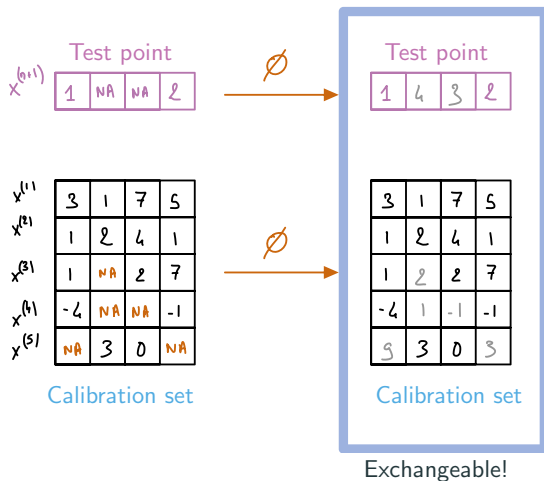 Test point
x⁽ⁿ⁺¹⁾ 1 NA NA 2
∅
Test point
1 4 3 2
x⁽¹⁾ 3 1 7 5
x⁽²⁾ 1 2 4 1
x⁽³⁾ 1 NA 2 7
x⁽⁴⁾ -4 NA NA -1
x⁽⁵⁾ NA 3 0 NA
Calibration set
∅
3 1 7 5
1 2 4 1
1 2 2 7
-4 1 -1 -1
9 3 0 3
Calibration set
Exchangeable!